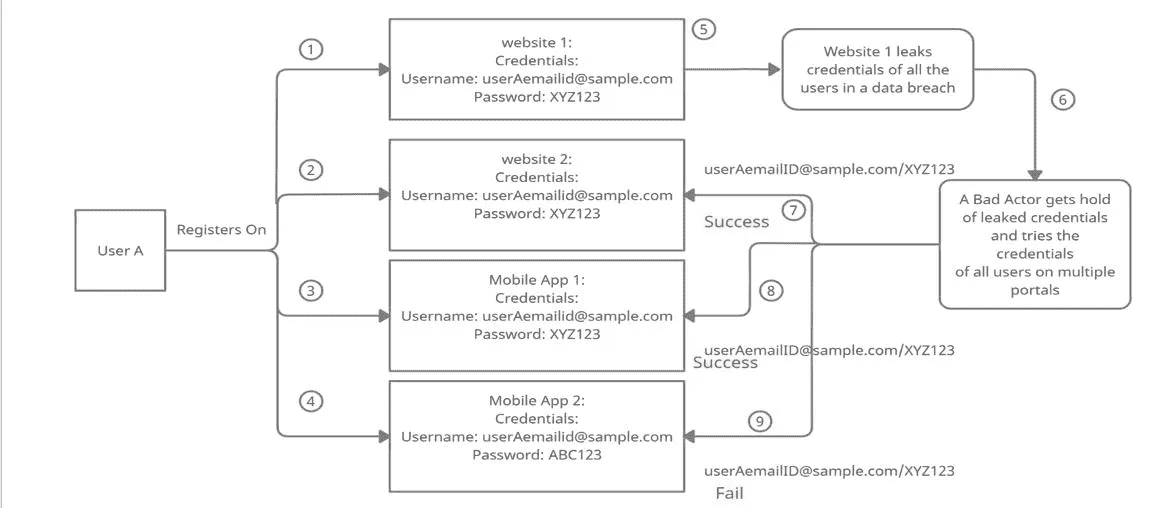 1
website 1:
Credentials:
Username: userAemailid@sample.com
Password: XYZ123
5
Website 1 leaks
credentials of all the
users in a data breach
6
2
website 2:
Credentials:
Username: userAemailid@sample.com
Password: XYZ123
userAemailID@sample.com/XYZ123
7
Success
A Bad Actor gets hold
of leaked credentials
and tries the
credentials
of all users on multiple
portals
User A
Registers On
3
Mobile App 1:
Credentials:
Username: userAemailid@sample.com
Password: XYZ123
8
userAemailID@sample.com/XYZ123
Success
4
Mobile App 2:
Credentials:
Username: userAemailid@sample.com
Password: ABC123
9
userAemailID@sample.com/XYZ123
Fail